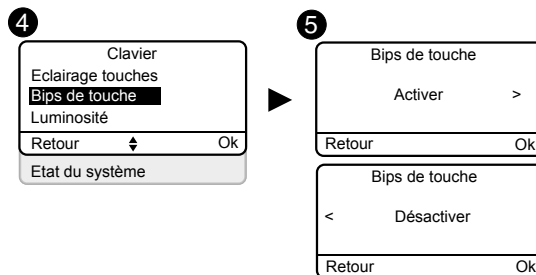 4
Clavier
Eclairage touches
Bips de touche
Luminosité
Retour Ok
Etat du système
5
Bips de touche
Activer >
Retour Ok
Bips de touche
< Désactiver
Retour Ok